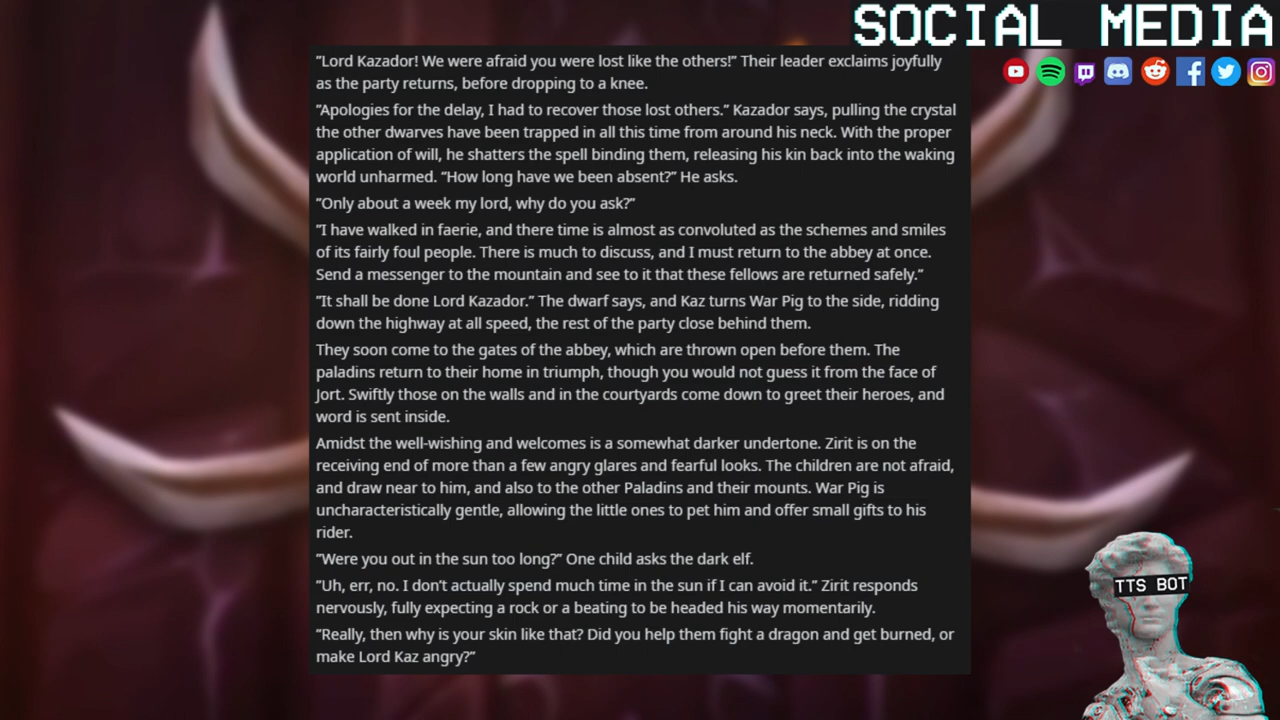 SOCIAL MEDIA
"Lord Kazador! We were afraid you were lost like the others!" Their leader exclaims joyfully
as the party returns, before dropping to a knee.
"Apologies for the delay, I had to recover those lost others." Kazador says, pulling the crystal
the other dwarves have been trapped in all this time from around his neck. With the proper
application of will, he shatters the spell binding them, releasing his kin back into the waking
world unharmed. "How long have we been absent?" He asks.
"Only about a week my lord, why do you ask?"
"I have walked in faerie, and there time is almost as convoluted as the schemes and smiles
of its fairly foul people. There is much to discuss, and I must return to the abbey at once.
Send a messenger to the mountain and see to it that these fellows are returned safely."
"It shall be done Lord Kazador." The dwarf says, and Kaz turns War Pig to the side, ridding
down the highway at all speed, the rest of the party close behind them.
They soon come to the gates of the abbey, which are thrown open before them. The
paladins return to their home in triumph, though you would not guess it from the face of
Jort. Swiftly those on the walls and in the courtyards come down to greet their heroes, and
word is sent inside.
Amidst the well-wishing and welcomes is a somewhat darker undertone. Zirit is on the
receiving end of more than a few angry glares and fearful looks. The children are not afraid,
and draw near to him, and also to the other Paladins and their mounts. War Pig is
uncharacteristically gentle, allowing the little ones to pet him and offer small gifts to his
rider.
"Were you out in the sun too long?" One child asks the dark elf.
"Uh, err, no. I don't actually spend much time in the sun if I can avoid it." Zirit responds
nervously, fully expecting a rock or a beating to be headed his way momentarily.
"Really, then why is your skin like that? Did you help them fight a dragon and get burned, or
make Lord Kaz angry?"
TTS BOT